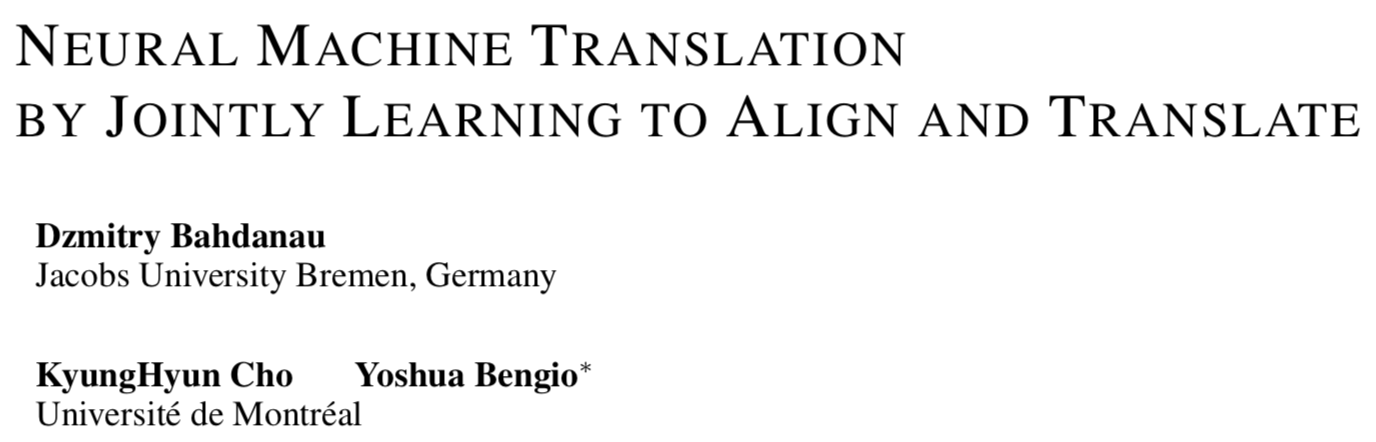 NEURAL MACHINE TRANSLATION
BY JOINTLY LEARNING TO ALIGN AND TRANSLATE
Dzmitry Bahdanau
Jacobs University Bremen, Germany
KyungHyun Cho Yoshua Bengio*
Université de Montréal